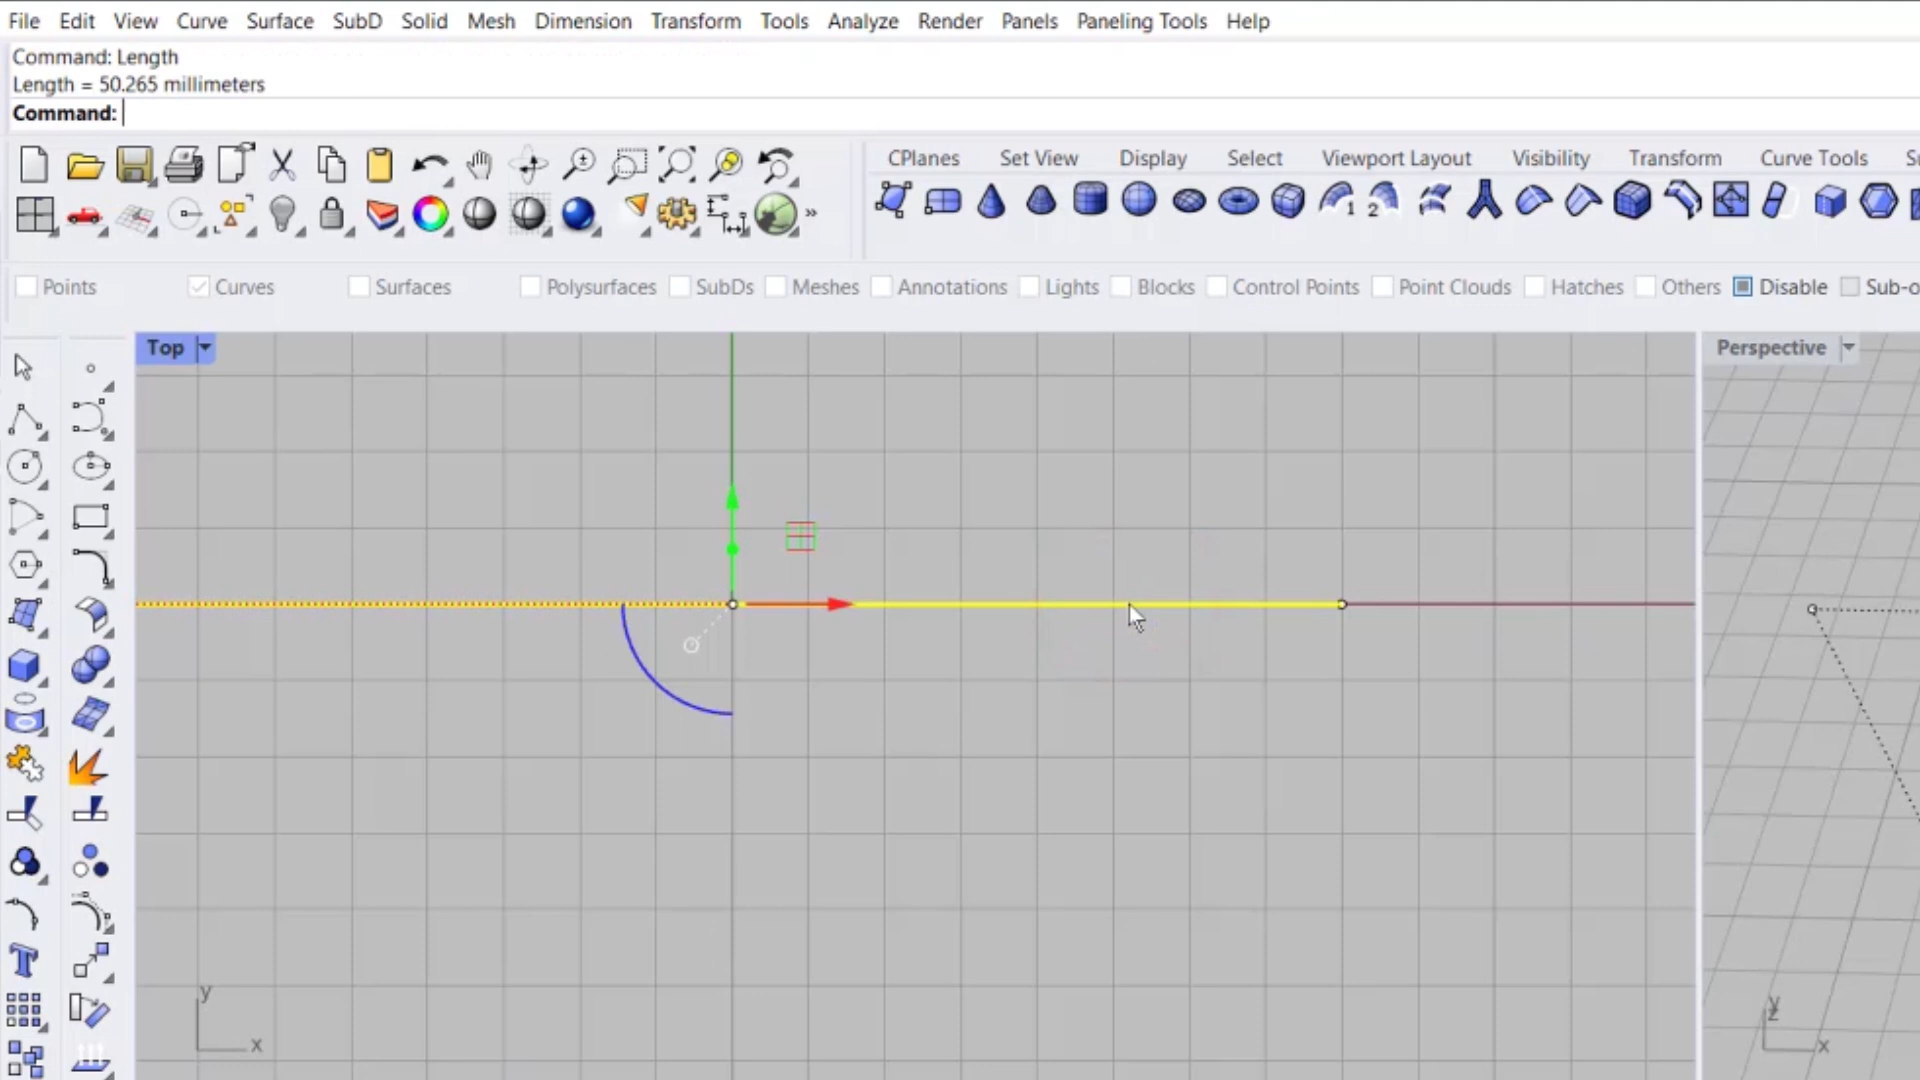 File Edit View Curve Surface SubD Solid Mesh Dimension Transform Tools Analyze Render Panels Paneling Tools Help
Command: Length
Length = 50.265 millimeters
Command:
CPlanes Set View Display Select Viewport Layout Visibility Transform Curve Tools
1 2
Points Curves Surfaces Polysurfaces SubDs Meshes Annotations Lights Blocks Control Points Point Clouds Hatches Others Disable Sub-o
Top Perspective
y
x
y
z
x